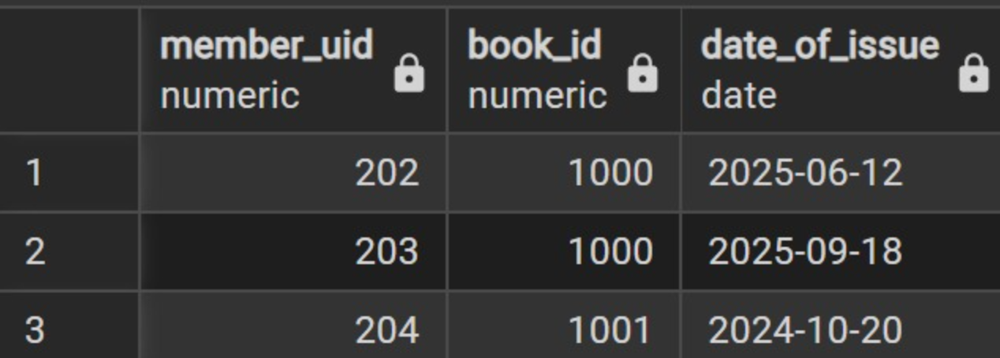 member_uid book_id date_of_issue
numeric numeric date
1 202 1000 2025-06-12
2 203 1000 2025-09-18
3 204 1001 2024-10-20